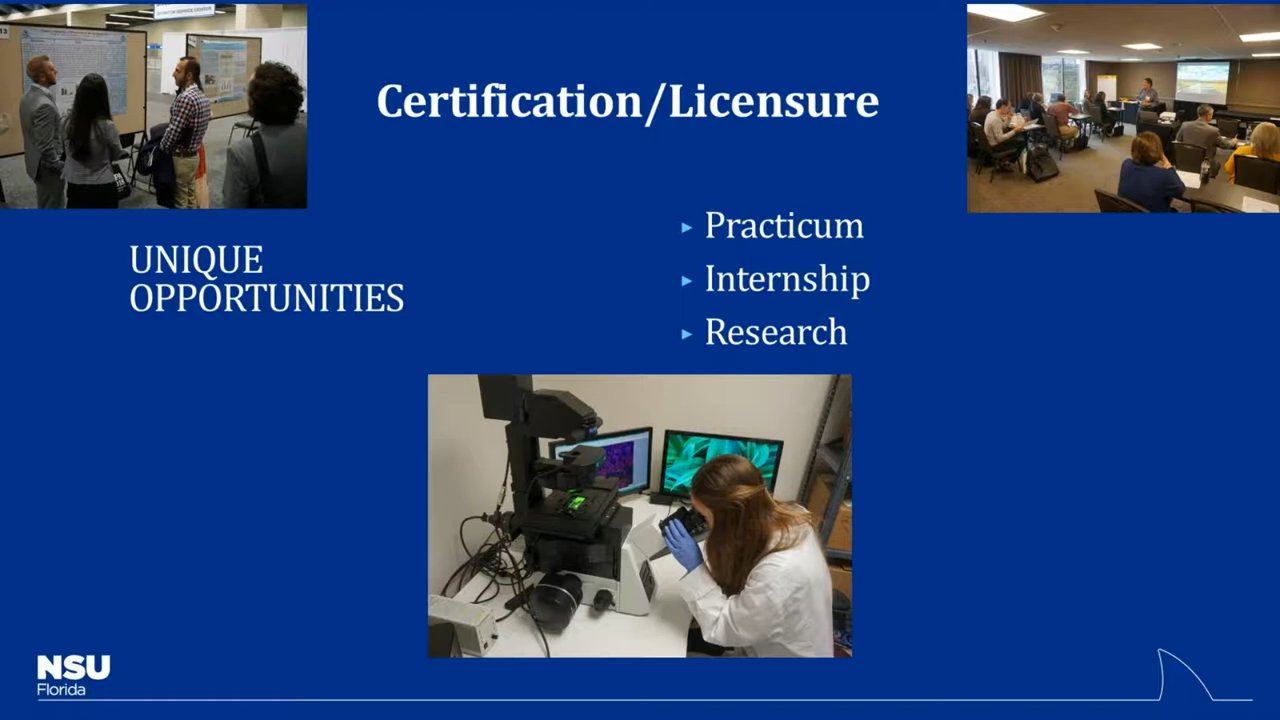 Certification/Licensure
UNIQUE
OPPORTUNITIES
Practicum
Internship
Research
NSU
Florida